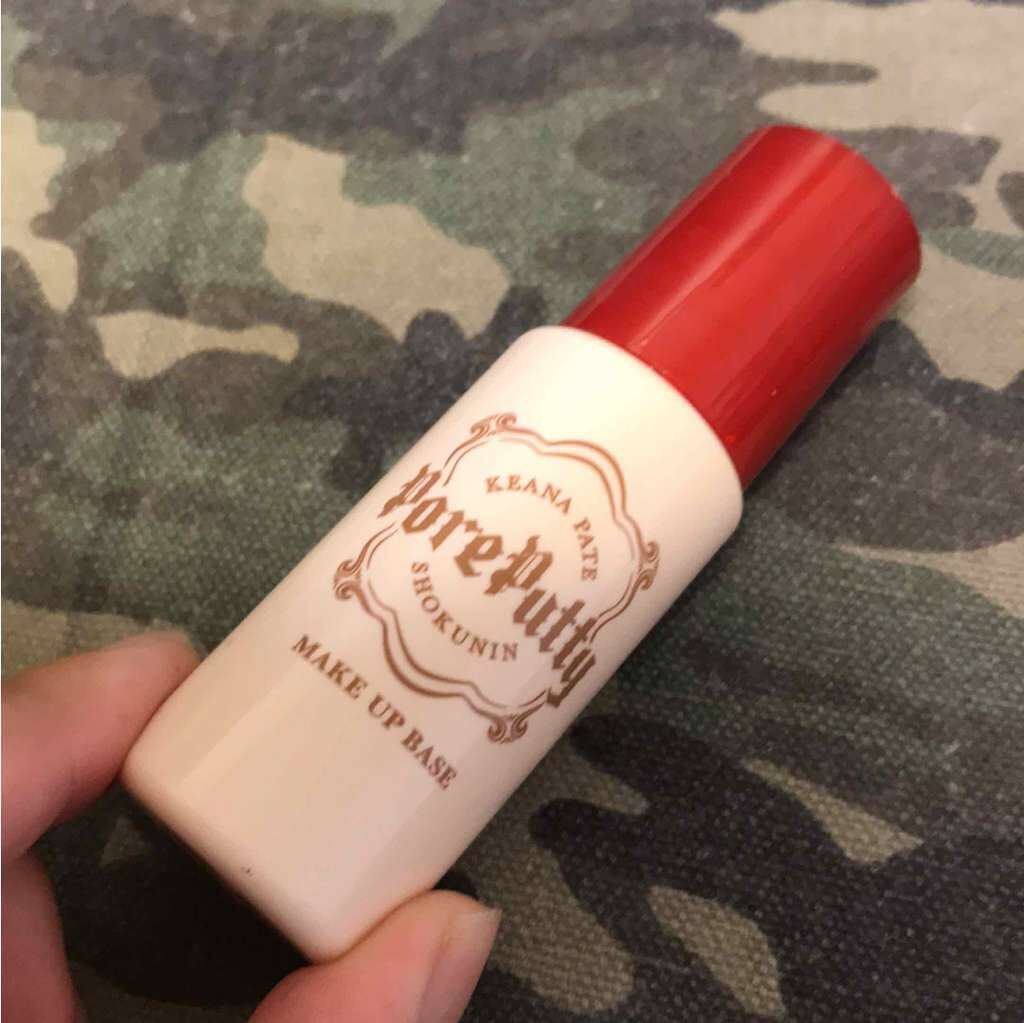 KEANA PATE
PorePutty
SHOKUNIN
MAKE UP BASE